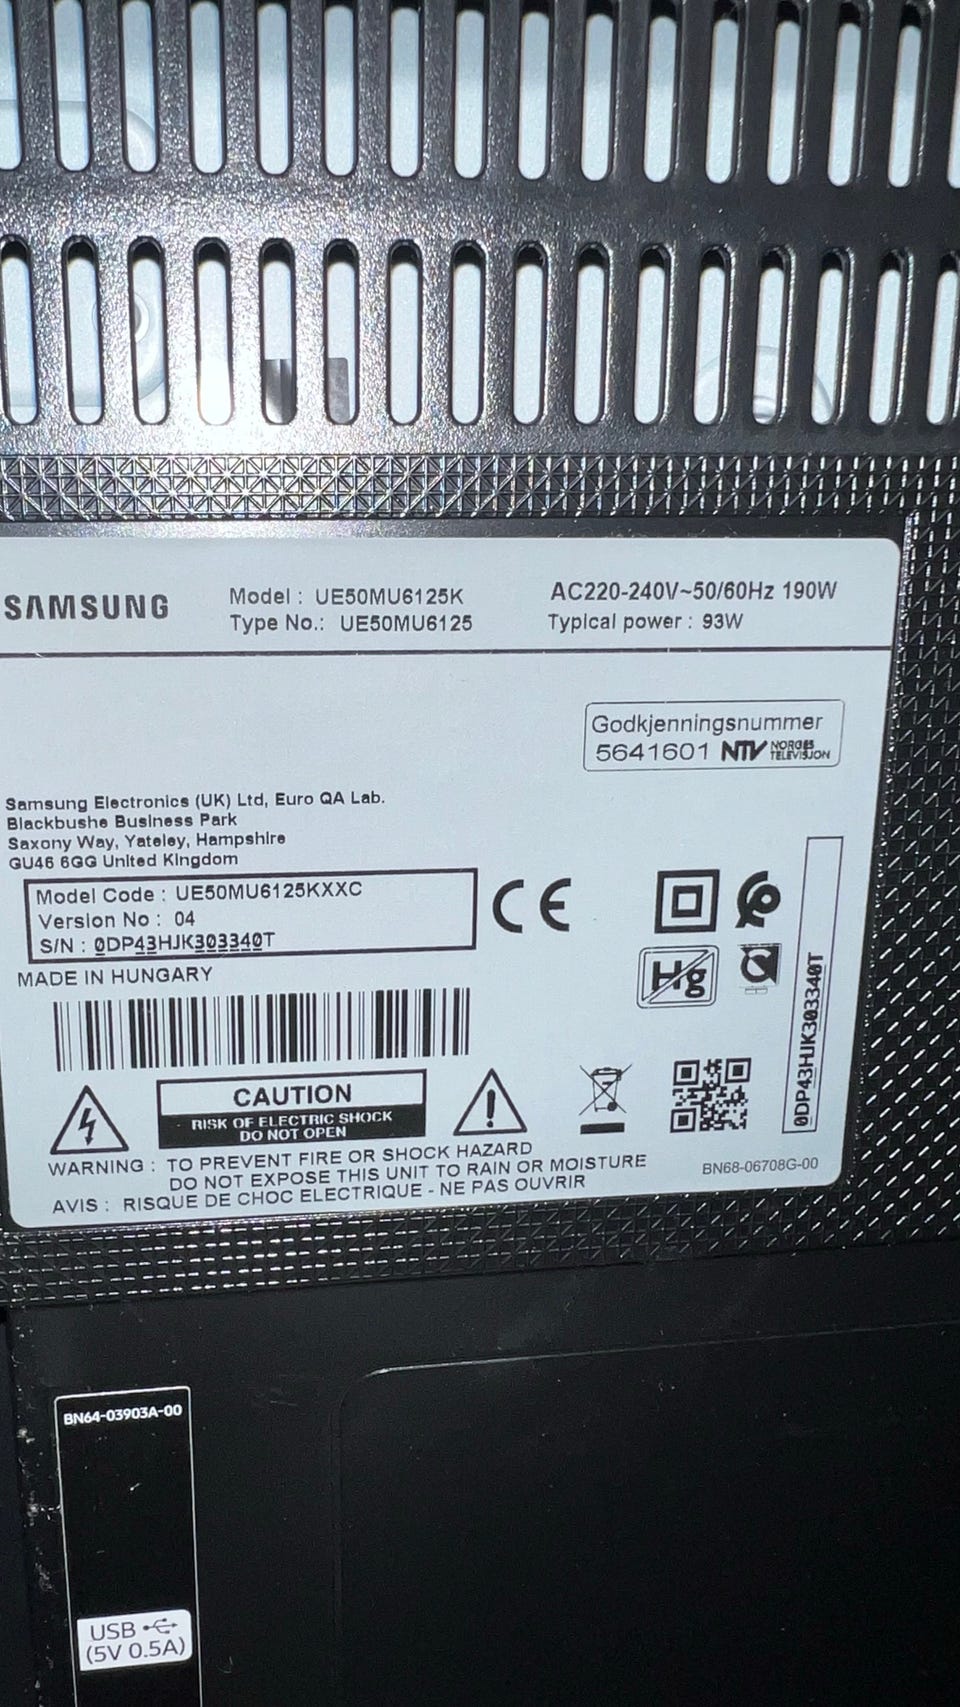 SAMSUNG
Model : UE50MU6125K
Type No.: UE50MU6125
AC220-240V~50/60Hz 190W
Typical power : 93W
Godkjenningsnummer
5641601 NTV NORGES TELEVISJON
Samsung Electronics (UK) Ltd, Euro QA Lab.
Blackbushe Business Park
Saxony Way, Yateley, Hampshire
GU46 6GG United Kingdom
Model Code : UE50MU6125KXXC
Version No : 04
S/N : 0DP43HJK303340T
MADE IN HUNGARY
CE
Hg
0DP43HJK303340T
CAUTION
RISK OF ELECTRIC SHOCK
DO NOT OPEN
WARNING : TO PREVENT FIRE OR SHOCK HAZARD
DO NOT EXPOSE THIS UNIT TO RAIN OR MOISTURE
AVIS : RISQUE DE CHOC ELECTRIQUE - NE PAS OUVRIR
BN68-06708G-00
BN64-03903A-00
USB
(5V 0.5A)